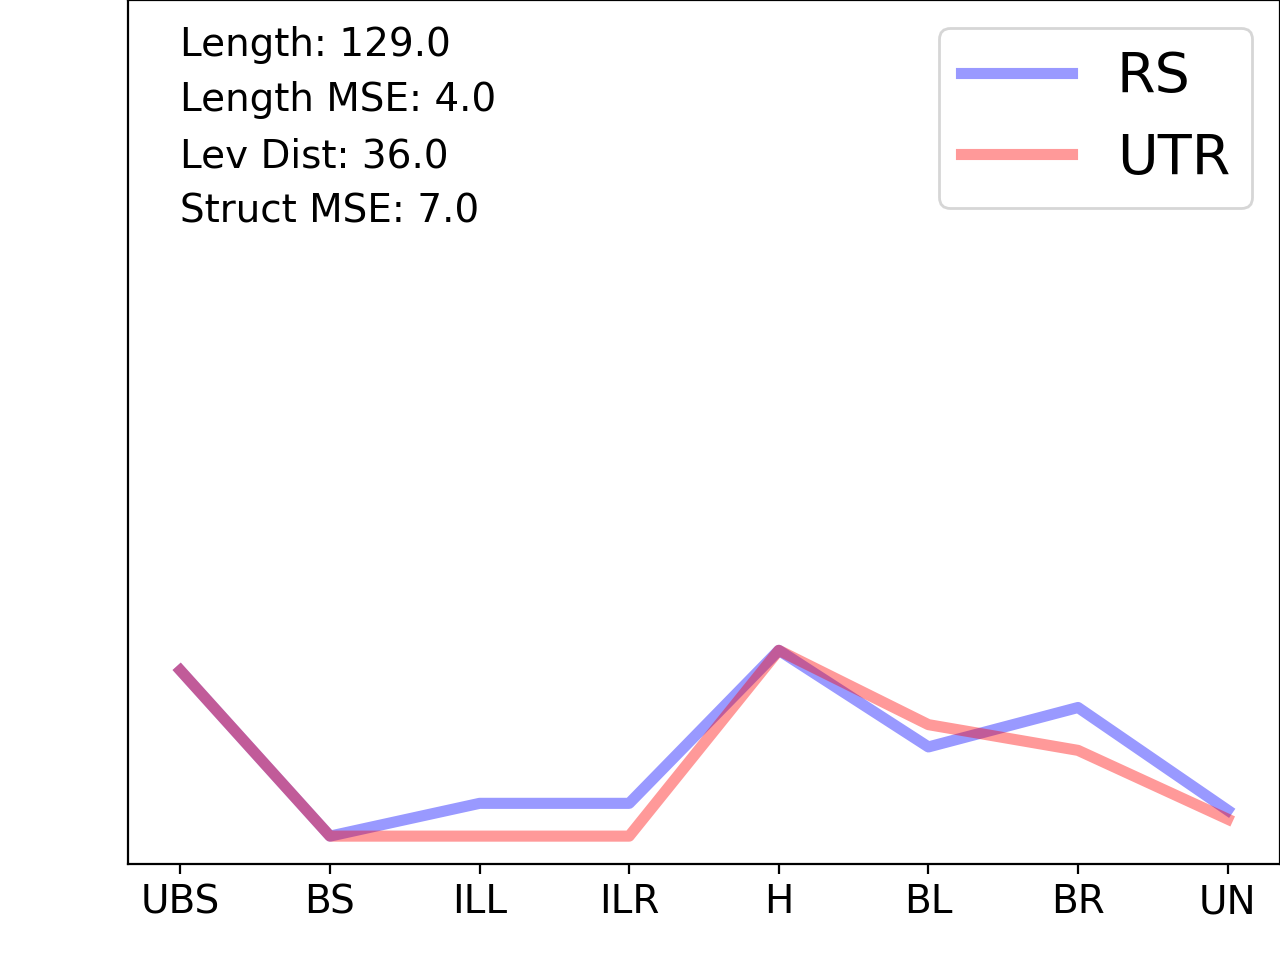 Length: 129.0
Length MSE: 4.0
Lev Dist: 36.0
Struct MSE: 7.0
RS
UTR
UBS BS ILL ILR H BL BR UN